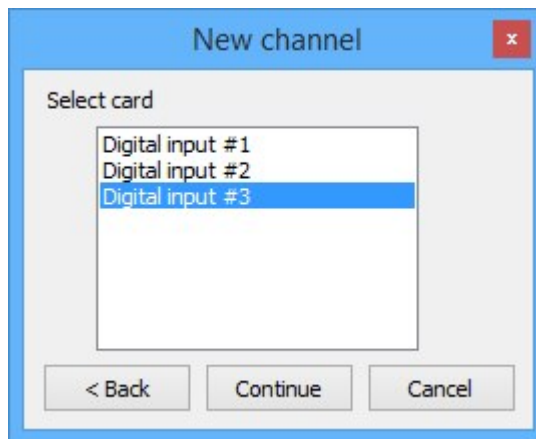 New channel
x
Select card
Digital input #1
Digital input #2
Digital input #3
< Back Continue Cancel